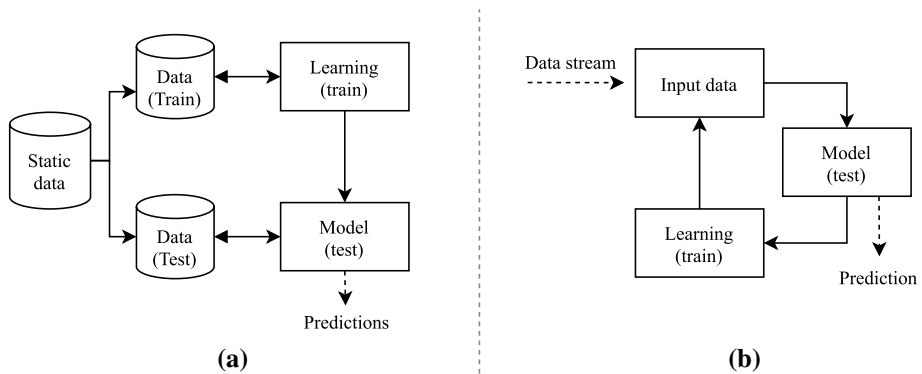 Data
(Train)
Learning
(train)
Static
data
Data
(Test)
Model
(test)
Predictions
(a)
Data stream
Input data
Model
(test)
Learning
(train)
Prediction
(b)